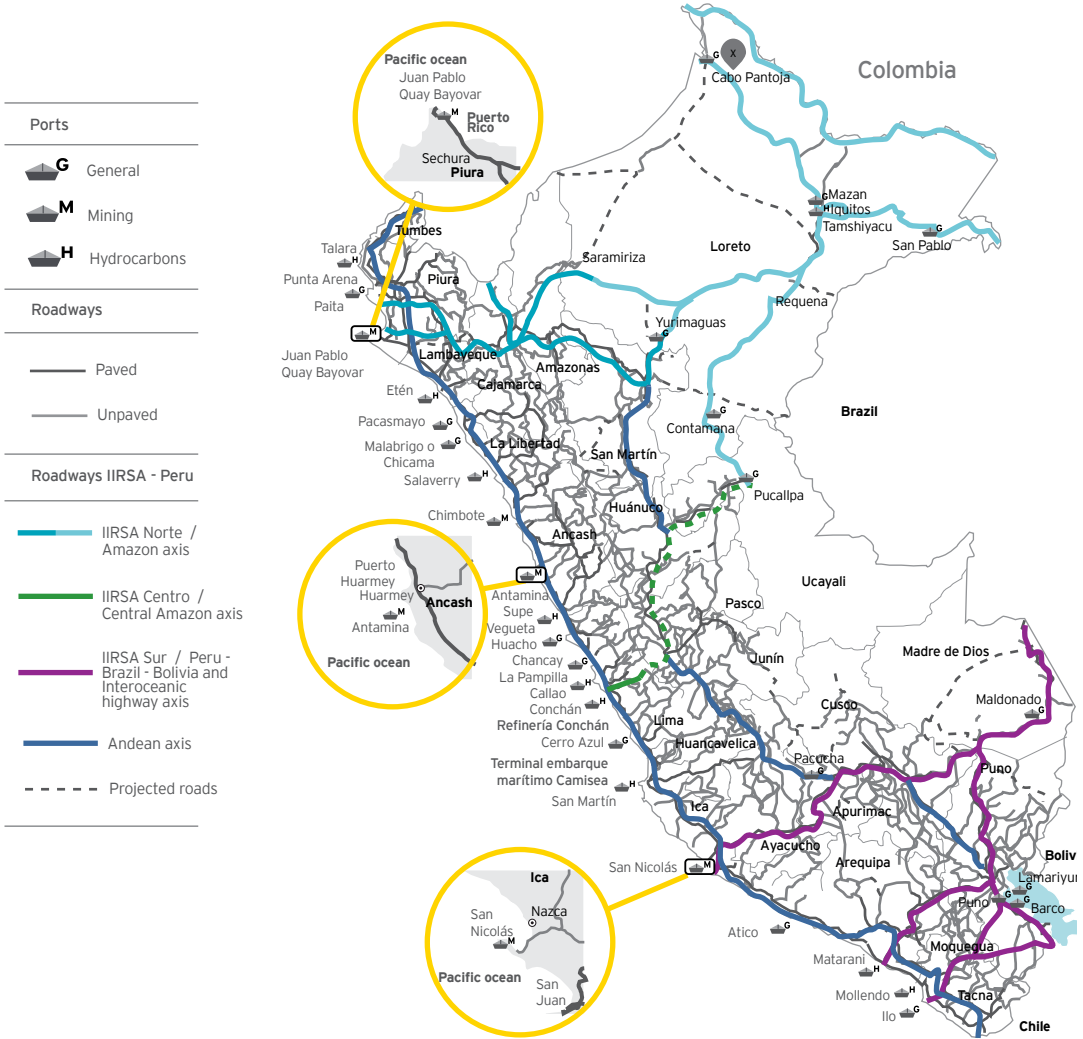 Ports
G
General
M
Mining
H
Hydrocarbons
Roadways
Paved
Unpaved
Roadways IIRSA - Peru
IIRSA Norte /
Amazon axis
IIRSA Centro /
Central Amazon axis
IIRSA Sur / Peru -
Brazil - Bolivia and
Interoceanic
highway axis
Andean axis
Projected roads
Pacific ocean
Juan Pablo
Quay Bayovar
M
Puerto
Rico
Sechura
Piura
G
X
Cabo Pantoja
Colombia
Tumbes
Talara
H
Punta Arena
G
Paita
M
Juan Pablo
Quay Bayovar
Piura
Saramiriza
Loreto
G
Mazan
H
Iquitos
Tamshiyacu
G
San Pablo
Requena
Yurimaguas
G
Lambayeque
Cajamarca
Amazonas
Etén
H
Pacasmayo
G
Malabrigo o
Chicama
G
Salaverry
H
La Libertad
San Martín
Contamana
G
Brazil
G
Pucallpa
Chimbote
M
Huánuco
Ancash
Ucayali
Puerto
Huarmey
Huarmey
M
Antamina
Ancash
Pacific ocean
M
Antamina
Supe
H
Vegueta
Huacho
G
Chancay
G
La Pampilla
H
Callao
Conchán
H
Refinería Conchán
Cerro Azul
G
Terminal embarque
marítimo Camisea
H
San Martín
Pasco
Junín
Lima
Huancavelica
Cusco
Madre de Dios
Maldonado
G
Pacucha
G
Puno
Ica
Apurimac
Ayacucho
Arequipa
San Nicolás
M
Boliv
Lamariyur
G
Puno
G
G
Barco
Ica
Nazca
San
Nicolás
M
Pacific ocean
San
Juan
Atico
G
Matarani
H
Mollendo
H
Ilo
G
Moquegua
Tacna
Chile